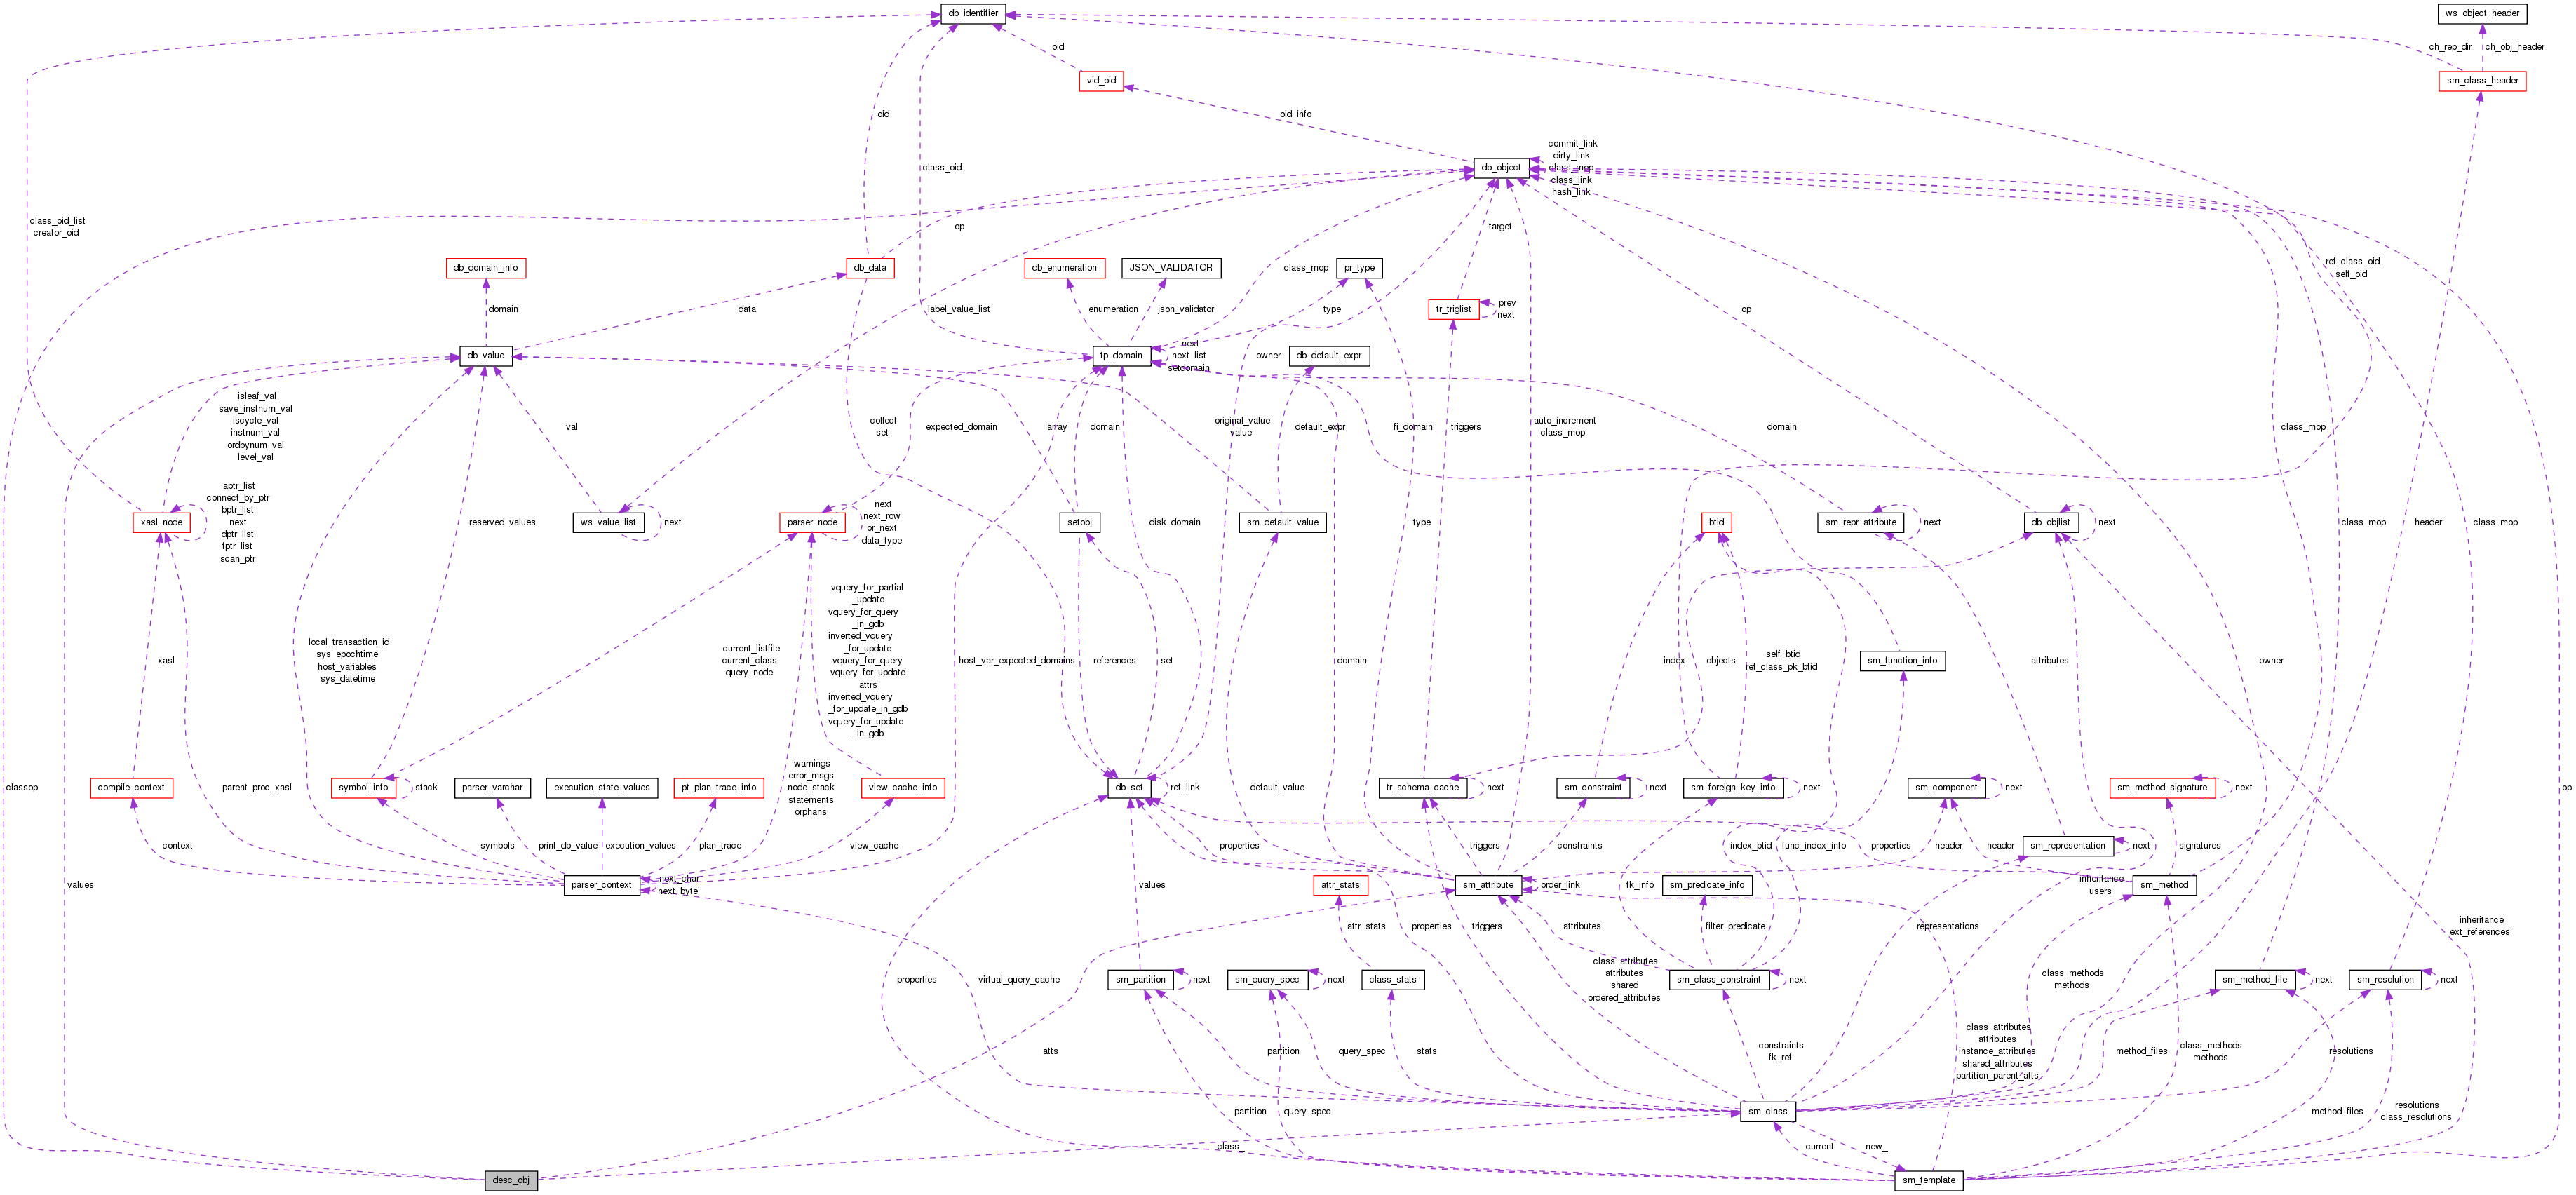 db_identifier
ws_object_header
oid
ch_rep_dir
ch_obj_header
vid_oid
sm_class_header
oid
oid_info
commit_link
dirty_link
class_mop
class_link
hash_link
class_oid
db_object
class_oid_list
creator_oid
op
target
db_domain_info
db_data
db_enumeration
JSON_VALIDATOR
class_mop
pr_type
ref_class_oid
self_oid
domain
data
label_value_list
enumeration
json_validator
type
tr_triglist
prev
next
op
db_value
tp_domain
next
next_list
setdomain
owner
db_default_expr
isleaf_val
save_instnum_val
iscycle_val
instnum_val
ordbynum_val
level_val
val
collect
set
expected_domain
array
domain
original_value
value
default_expr
fi_domain
triggers
auto_increment
class_mop
domain
class_mop
aptr_list
connect_by_ptr
bptr_list
next
dptr_list
fptr_list
scan_ptr
xasl_node
reserved_values
ws_value_list
next
parser_node
next
next_row
or_next
data_type
setobj
disk_domain
sm_default_value
type
btid
sm_repr_attribute
next
db_objlist
next
class_mop
header
class_mop
local_transaction_id
sys_epochtime
host_variables
sys_datetime
xasl
current_listfile
current_class
query_node
vquery_for_partial
_update
vquery_for_query
_in_gdb
inverted_vquery
_for_update
vquery_for_query
vquery_for_update
attrs
inverted_vquery
_for_update_in_gdb
vquery_for_update
_in_gdb
host_var_expected_domains
references
set
domain
index
objects
self_btid
ref_class_pk_btid
sm_function_info
attributes
owner
classop
compile_context
parent_proc_xasl
symbol_info
stack
parser_varchar
execution_state_values
pt_plan_trace_info
warnings
error_msgs
node_stack
statements
orphans
view_cache_info
db_set
ref_link
default_value
tr_schema_cache
next
sm_constraint
next
sm_foreign_key_info
next
sm_component
next
sm_method_signature
next
op
context
symbols
print_db_value
execution_values
plan_trace
view_cache
properties
triggers
constraints
index_btid
func_index_info
properties
header
header
sm_representation
next
signatures
values
parser_context
next_char
next_byte
values
attr_stats
sm_attribute
order_link
fk_info
sm_predicate_info
inheritance
users
sm_method
attr_stats
properties
triggers
attributes
filter_predicate
representations
inheritance
ext_references
properties
virtual_query_cache
sm_partition
next
sm_query_spec
next
class_stats
class_attributes
attributes
shared
ordered_attributes
sm_class_constraint
next
class_methods
methods
sm_method_file
next
sm_resolution
next
atts
partition
query_spec
stats
constraints
fk_ref
class_attributes
attributes
instance_attributes
shared_attributes
partition_parent_atts
method_files
class_methods
methods
resolutions
partition
query_spec
sm_class
method_files
resolutions
class_resolutions
class_
current
new_
desc_obj
sm_template